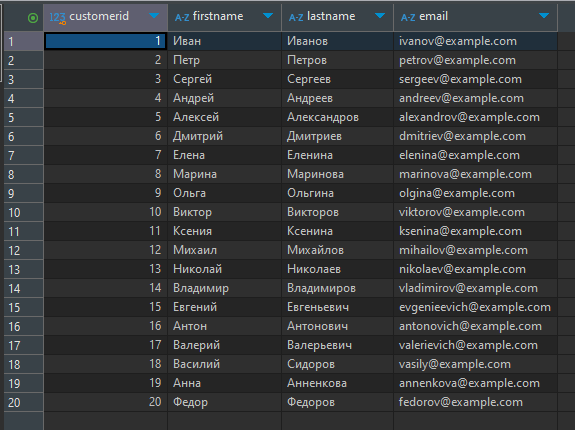 123 customerid A-Z firstname A-Z lastname A-Z email
1 1 Иван Иванов ivanov@example.com
2 2 Петр Петров petrov@example.com
3 3 Сергей Сергеев sergeev@example.com
4 4 Андрей Андреев andreev@example.com
5 5 Алексей Александров alexandrov@example.com
6 6 Дмитрий Дмитриев dmitriev@example.com
7 7 Елена Еленина elenina@example.com
8 8 Марина Маринова marinova@example.com
9 9 Ольга Ольгина olgina@example.com
10 10 Виктор Викторов viktorov@example.com
11 11 Ксения Ксенина ksenina@example.com
12 12 Михаил Михайлов mihailov@example.com
13 13 Николай Николаев nikolaev@example.com
14 14 Владимир Владимиров vladimirov@example.com
15 15 Евгений Евгеньевич evgenieevich@example.com
16 16 Антон Антонович antonovich@example.com
17 17 Валерий Валерьевич valerievich@example.com
18 18 Василий Сидоров vasily@example.com
19 19 Анна Анненкова annenkova@example.com
20 20 Федор Федоров fedorov@example.com